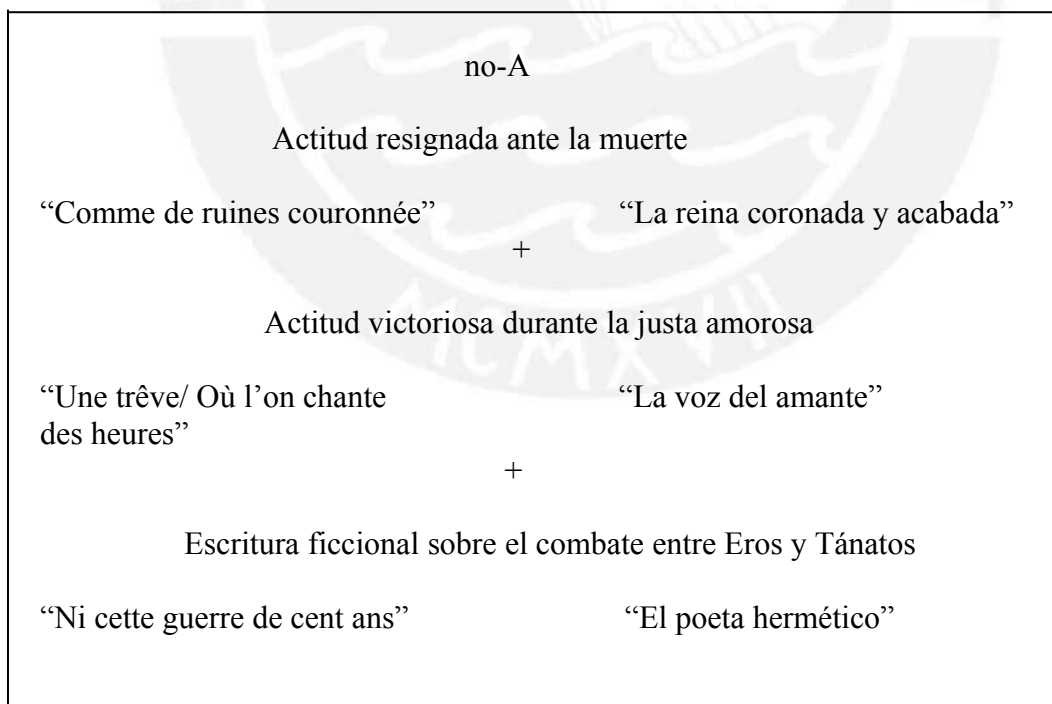 no-A
Actitud resignada ante la muerte
“Comme de ruines couronnée” “La reina coronada y acabada”
+
Actitud victoriosa durante la justa amorosa
“Une trêve/ Où l’on chante “La voz del amante”
des heures”
+
Escritura ficcional sobre el combate entre Eros y Tánatos
“Ni cette guerre de cent ans” “El poeta hermético”
MCMXVII